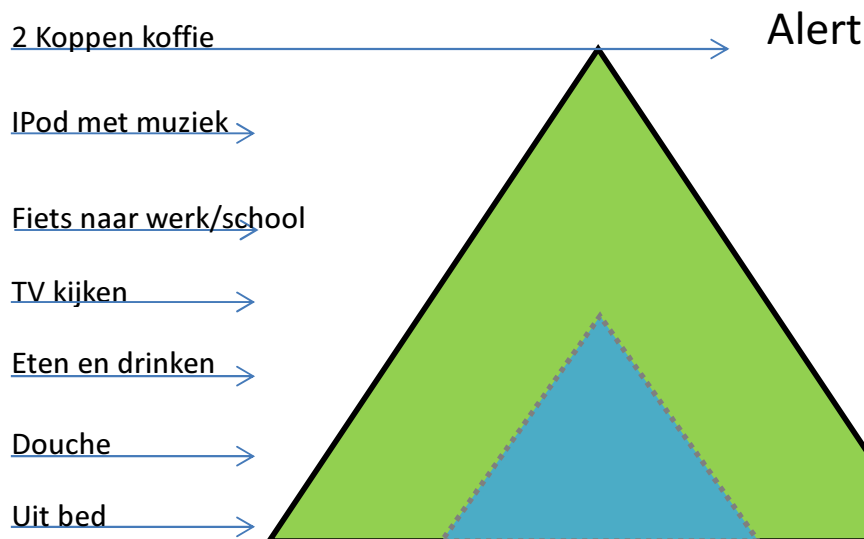 2 Koppen koffie
Alert
IPod met muziek
Fiets naar werk/school
TV kijken
Eten en drinken
Douche
Uit bed